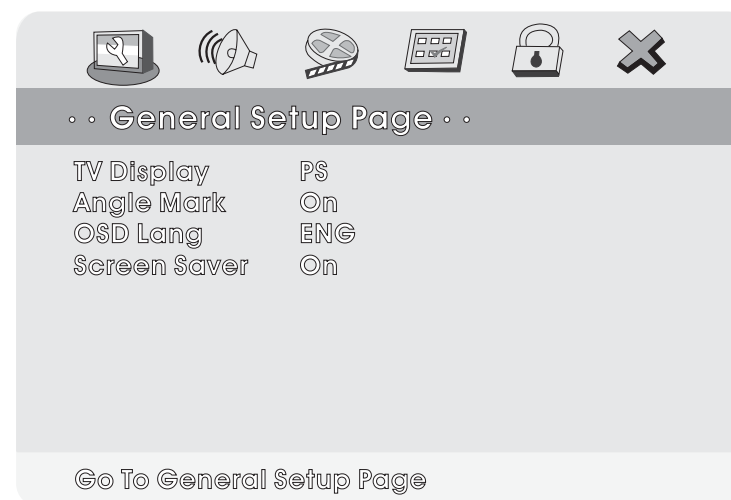 · · General Setup Page · ·
TV Display PS
Angle Mark On
OSD Lang ENG
Screen Saver On
Go To General Setup Page